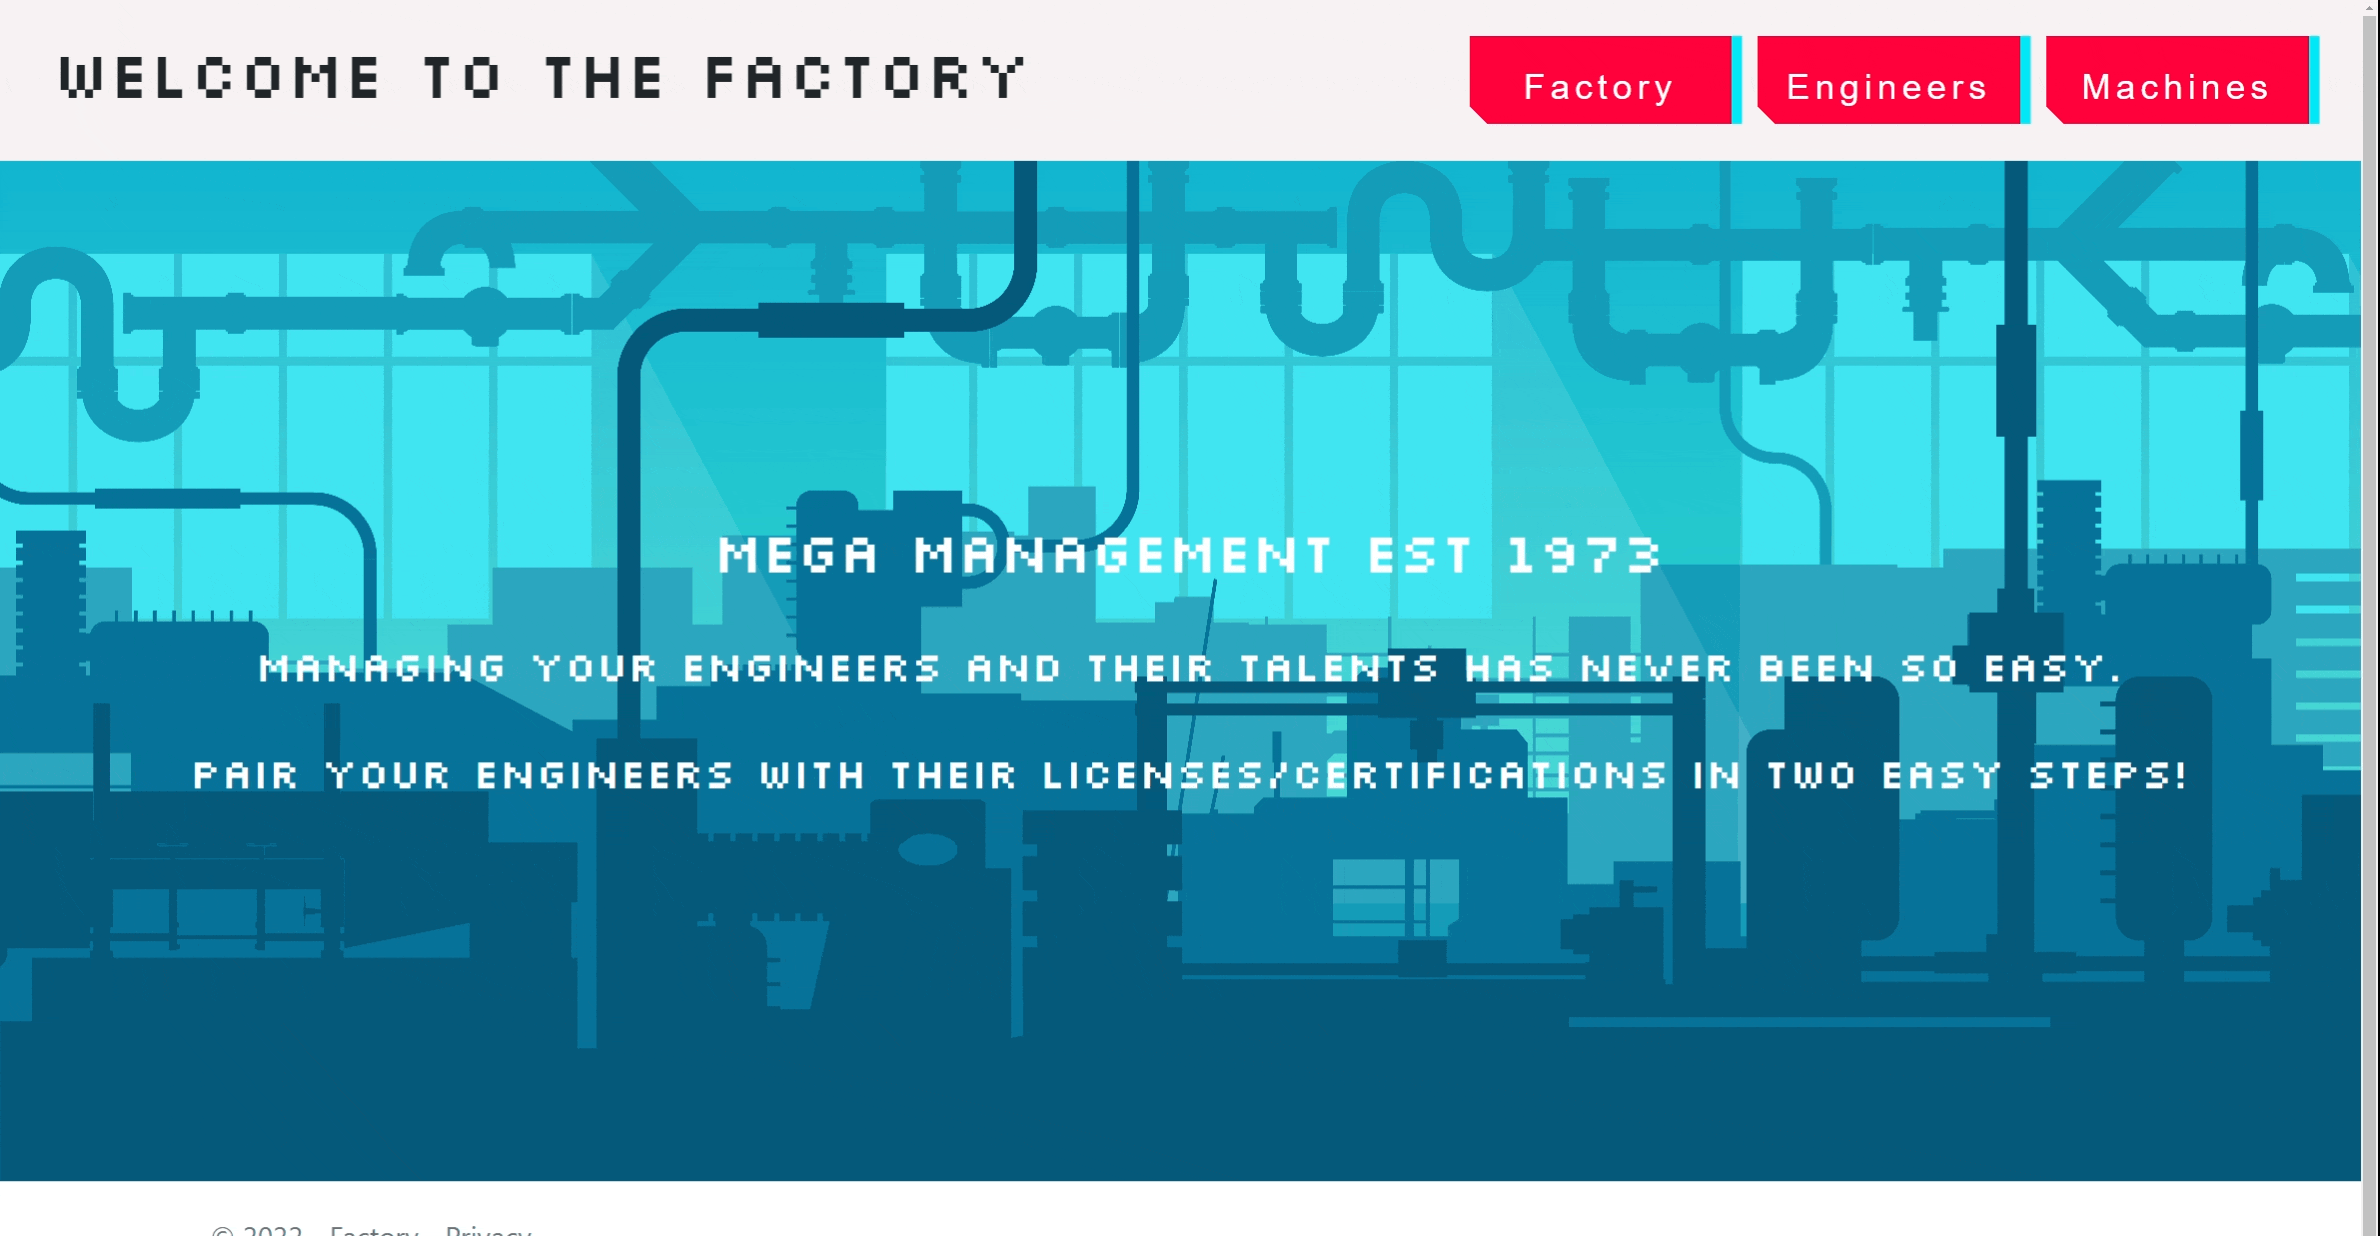 WELCOME TO THE FACTORY
Factory Engineers Machines
MEGA MANAGEMENT EST 1973
MANAGING YOUR ENGINEERS AND THEIR TALENTS HAS NEVER BEEN SO EASY.
PAIR YOUR ENGINEERS WITH THEIR LICENSES/CERTIFICATIONS IN TWO EASY STEPS!
© 2022 - Factory - Privacy